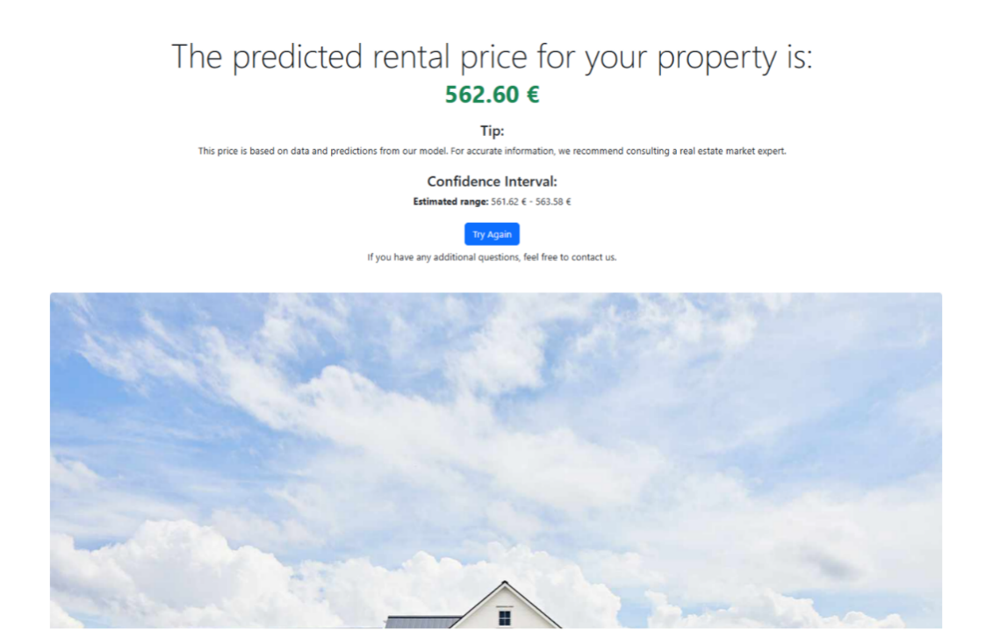 The predicted rental price for your property is:
562.60 €
Tip:
This price is based on data and predictions from our model. For accurate information, we recommend consulting a real estate market expert.
Confidence Interval:
Estimated range: 561.62 € - 563.58 €
Try Again
If you have any additional questions, feel free to contact us.